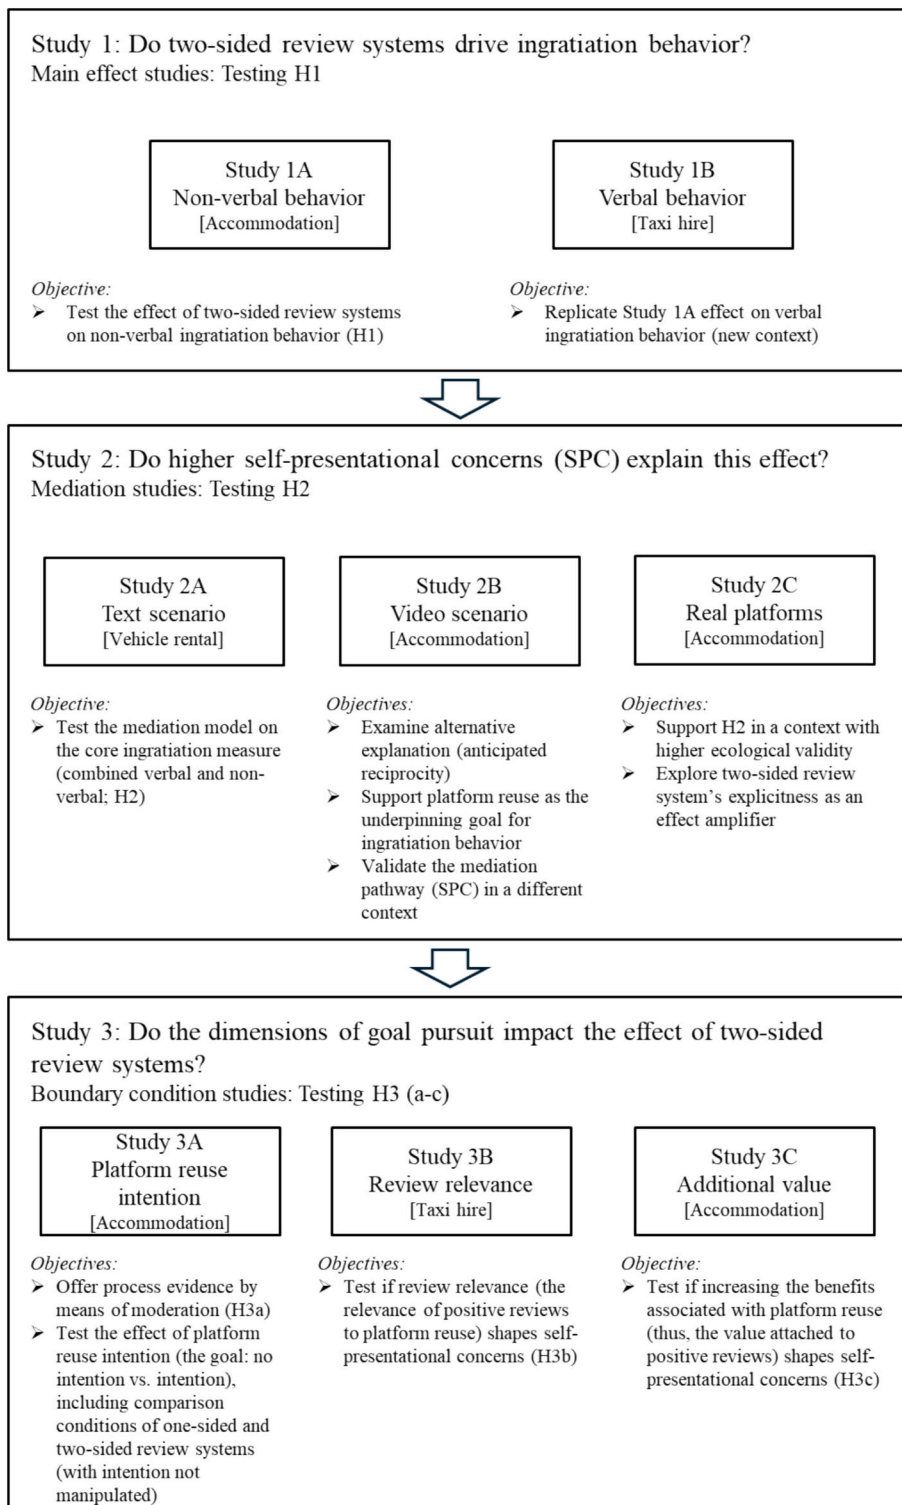 Study 1: Do two-sided review systems drive ingratiation behavior?
Main effect studies: Testing H1
Study 1A
Non-verbal behavior
[Accommodation]
Objective:
➢ Test the effect of two-sided review systems
on non-verbal ingratiation behavior (H1)
Study 1B
Verbal behavior
[Taxi hire]
Objective:
➢ Replicate Study 1A effect on verbal
ingratiation behavior (new context)
Study 2: Do higher self-presentational concerns (SPC) explain this effect?
Mediation studies: Testing H2
Study 2A
Text scenario
[Vehicle rental]
Objective:
➢ Test the mediation model on
the core ingratiation measure
(combined verbal and non-
verbal; H2)
Study 2B
Video scenario
[Accommodation]
Objectives:
➢ Examine alternative
explanation (anticipated
reciprocity)
➢ Support platform reuse as the
underpinning goal for
ingratiation behavior
➢ Validate the mediation
pathway (SPC) in a different
context
Study 2C
Real platforms
[Accommodation]
Objectives:
➢ Support H2 in a context with
higher ecological validity
➢ Explore two-sided review
system’s explicitness as an
effect amplifier
Study 3: Do the dimensions of goal pursuit impact the effect of two-sided
review systems?
Boundary condition studies: Testing H3 (a-c)
Study 3A
Platform reuse
intention
[Accommodation]
Objectives:
➢ Offer process evidence by
means of moderation (H3a)
➢ Test the effect of platform
reuse intention (the goal: no
intention vs. intention),
including comparison
conditions of one-sided and
two-sided review systems
(with intention not
manipulated)
Study 3B
Review relevance
[Taxi hire]
Objectives:
➢ Test if review relevance (the
relevance of positive reviews
to platform reuse) shapes self-
presentational concerns (H3b)
Study 3C
Additional value
[Accommodation]
Objective:
➢ Test if increasing the benefits
associated with platform reuse
(thus, the value attached to
positive reviews) shapes self-
presentational concerns (H3c)